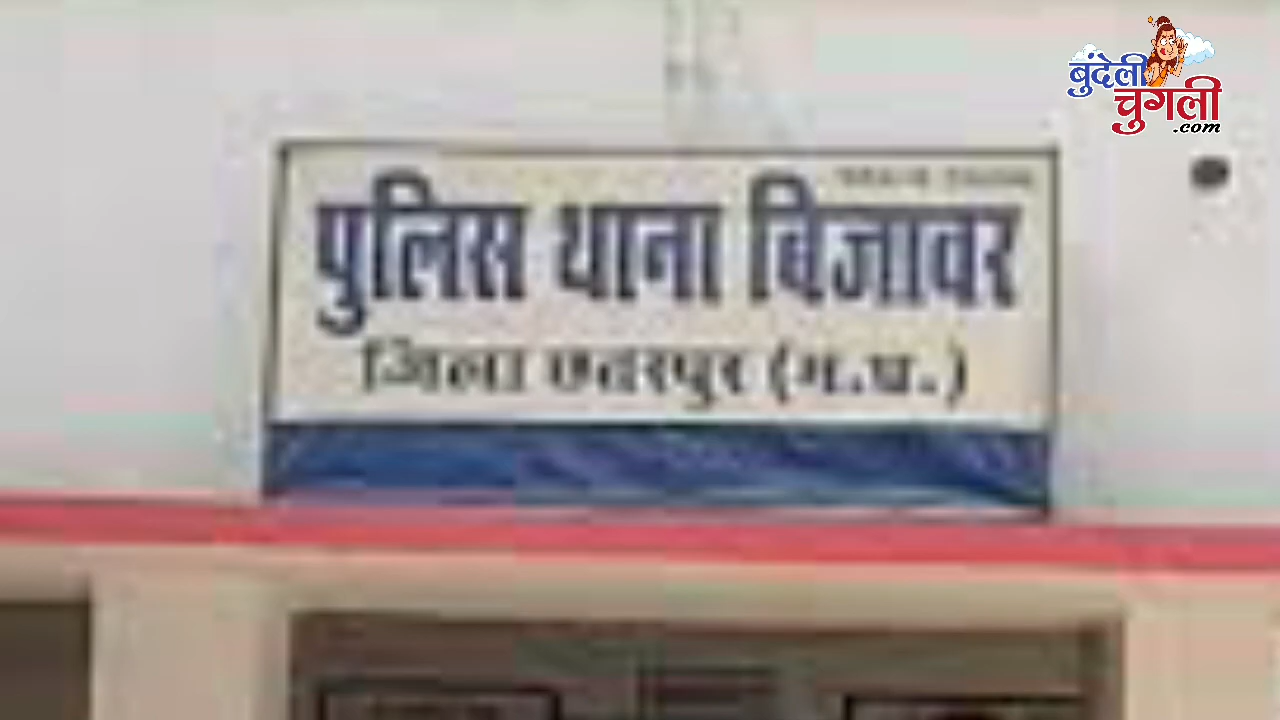 बुंदेली
चुगली
.com
पुलिस थाना बिजावर
जिला छतरपुर (म.प्र.)